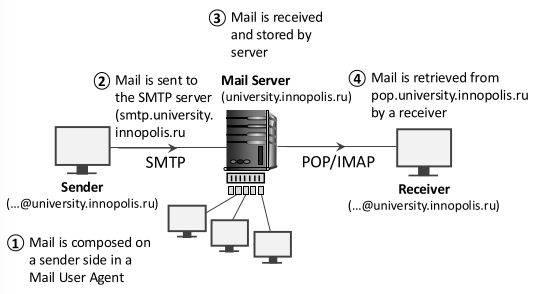 ③ Mail is received
and stored by
server
② Mail is sent to
the SMTP server
(smtp.university.
innopolis.ru
Mail Server
(university.innopolis.ru)
④ Mail is retrieved from
pop.university.innopolis.ru
by a receiver
SMTP
POP/IMAP
Sender
(...@university.innopolis.ru)
Receiver
(...@university.innopolis.ru)
① Mail is composed on
a sender side in a
Mail User Agent